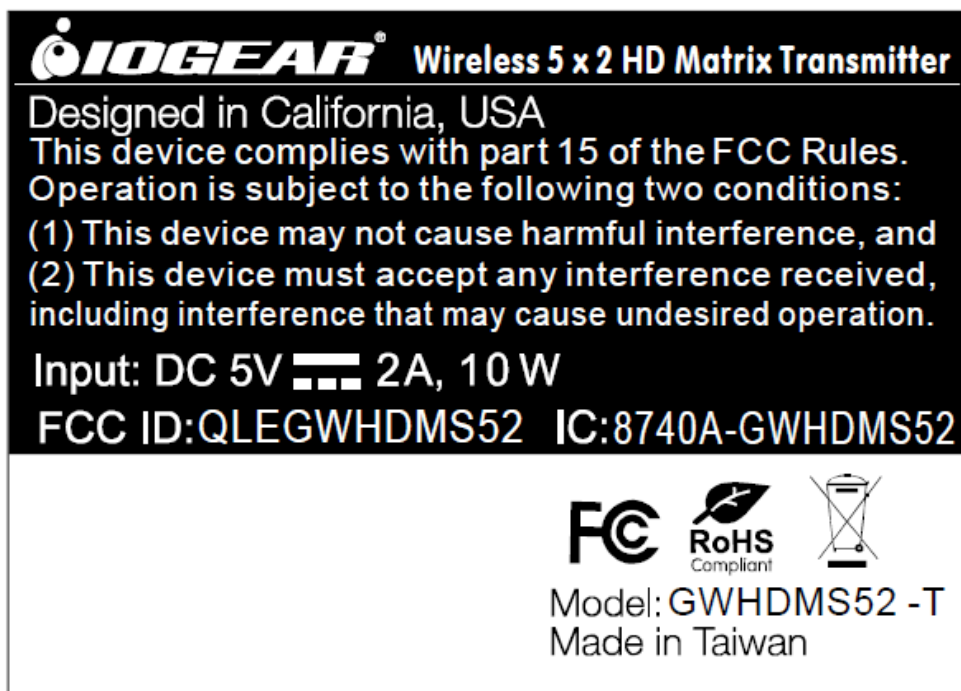 IOGEAR® Wireless 5 x 2 HD Matrix Transmitter
Designed in California, USA
This device complies with part 15 of the FCC Rules.
Operation is subject to the following two conditions:
(1) This device may not cause harmful interference, and
(2) This device must accept any interference received,
including interference that may cause undesired operation.
Input: DC 5V ⎓ 2A, 10 W
FCC ID:QLEGWHDMS52 IC:8740A-GWHDMS52
FC RoHS
Compliant
Model: GWHDMS52 -T
Made in Taiwan